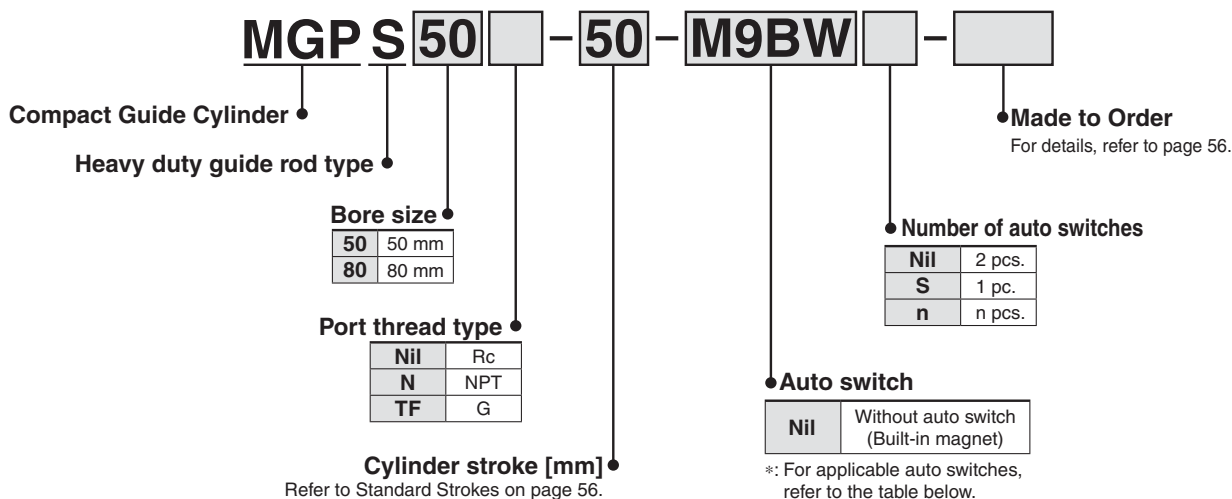 MGP S 50 – 50 – M9BW –
Compact Guide Cylinder
Heavy duty guide rod type
Bore size
50 50 mm
80 80 mm
Port thread type
Nil Rc
N NPT
TF G
Cylinder stroke [mm]
Refer to Standard Strokes on page 56.
Made to Order
For details, refer to page 56.
Number of auto switches
Nil 2 pcs.
S 1 pc.
n n pcs.
Auto switch
Nil Without auto switch
(Built-in magnet)
*: For applicable auto switches,
refer to the table below.